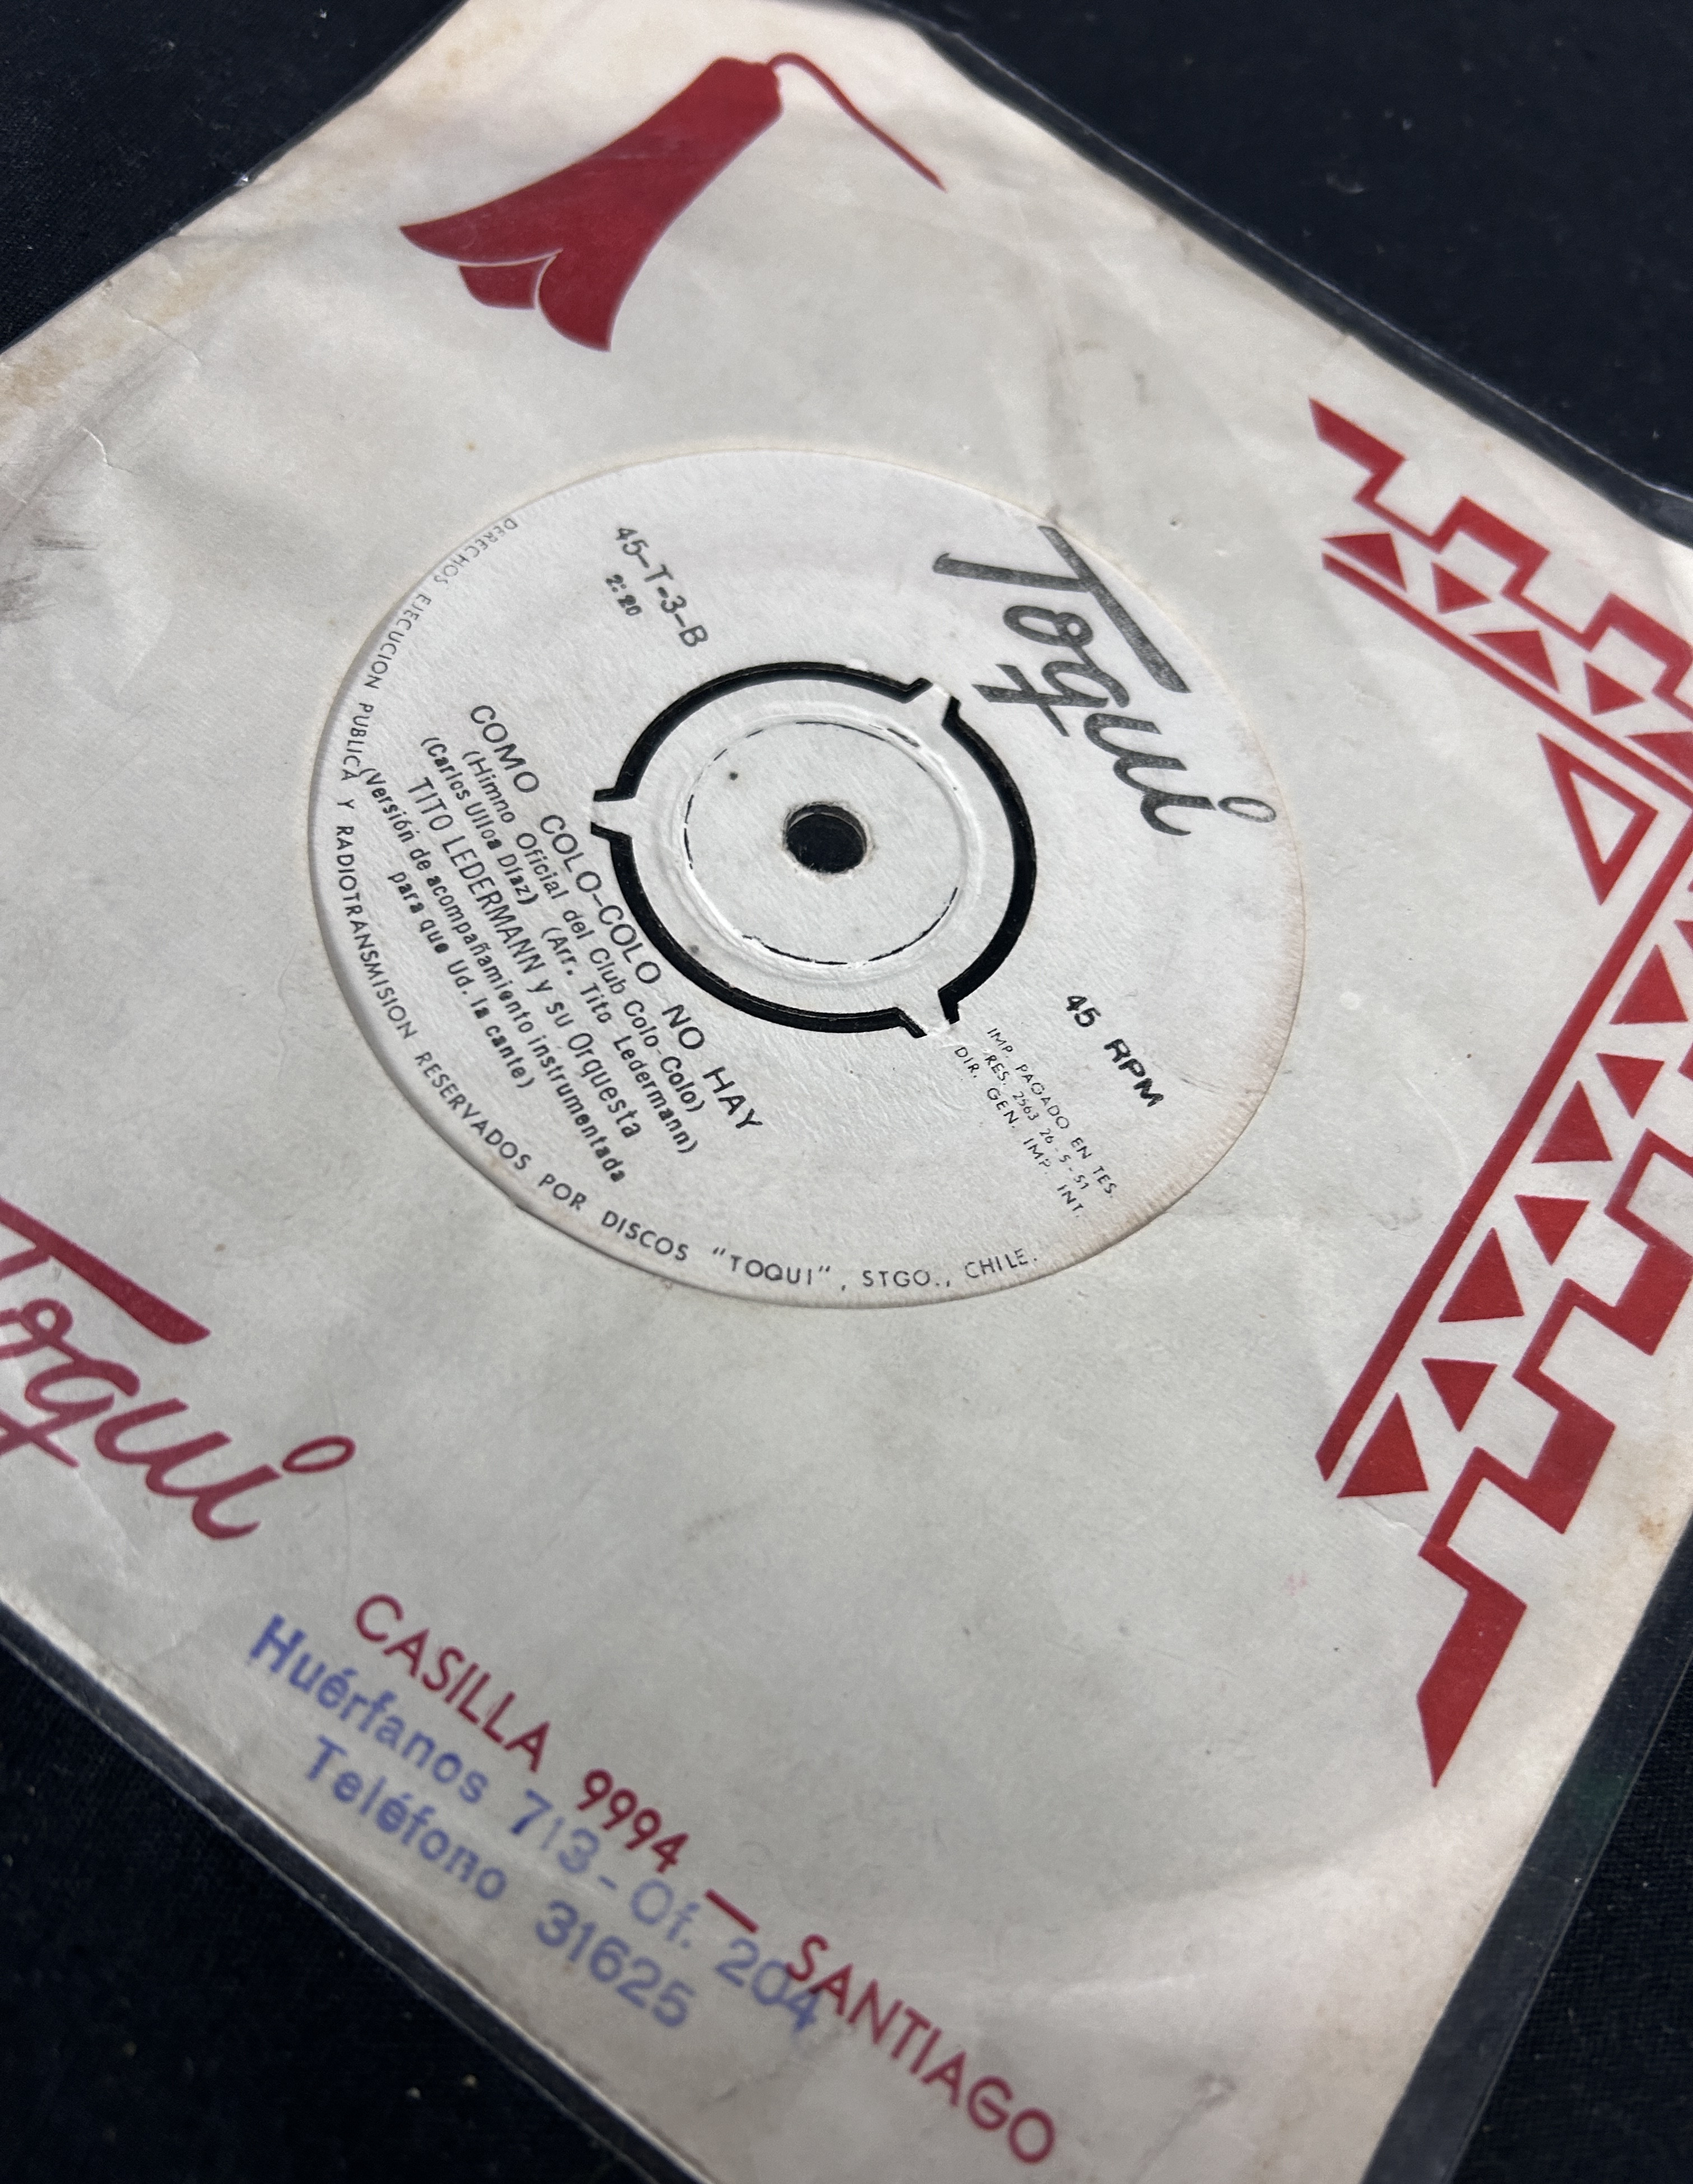 Toqui
45-T-3-B
2:20
45 RPM
IMP. PAGADO EN TES.
RES. 2563 26-5-51
DIR. GEN. IMP. INT.
COMO COLO-COLO NO HAY
(Himno Oficial del Club Colo-Colo)
(Carlos Ulloa Díaz) (Arr. Tito Ledermann)
TITO LEDERMANN y su Orquesta
(Versión de acompañamiento instrumentada
para que Ud. la cante)
DERECHOS EJECUCION PUBLICA Y RADIOTRANSMISION RESERVADOS POR DISCOS "TOQUI", STGO., CHILE.
Toqui
CASILLA 9994 — SANTIAGO
Huérfanos 713-Of. 204
Teléfono 31625